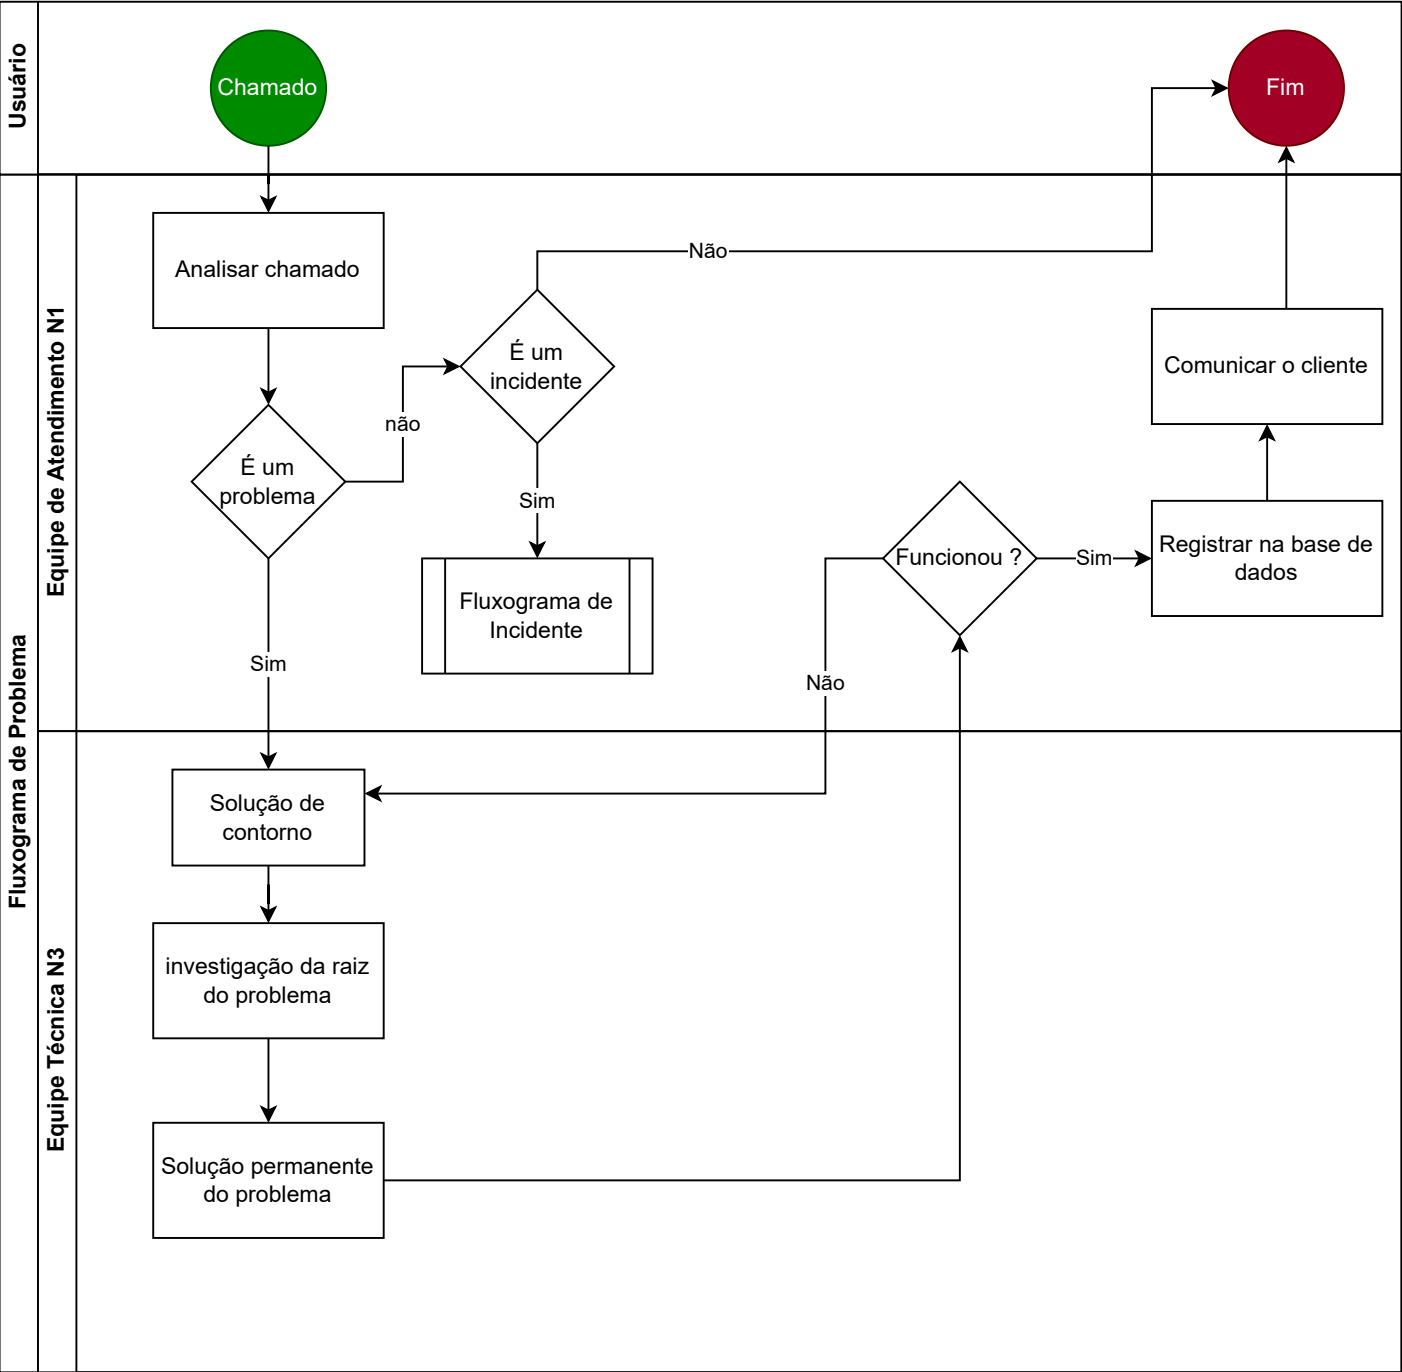 Usuário
Chamado
Fim
Fluxograma de Problema
Equipe de Atendimento N1
Analisar chamado
Não
É um
incidente
Comunicar o cliente
não
É um
problema
Sim
Funcionou ?
Sim
Registrar na base de
dados
Fluxograma de
Incidente
Sim
Não
Equipe Técnica N3
Solução de
contorno
investigação da raiz
do problema
Solução permanente
do problema